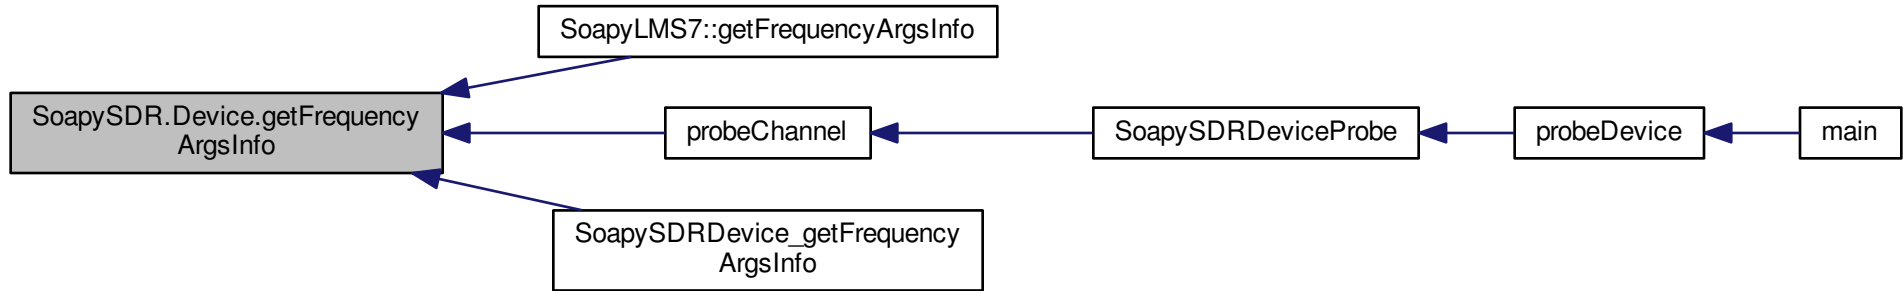 SoapyLMS7::getFrequencyArgsInfo
SoapySDR.Device.getFrequency
ArgsInfo
probeChannel
SoapySDRDeviceProbe
probeDevice
main
SoapySDRDevice_getFrequency
ArgsInfo